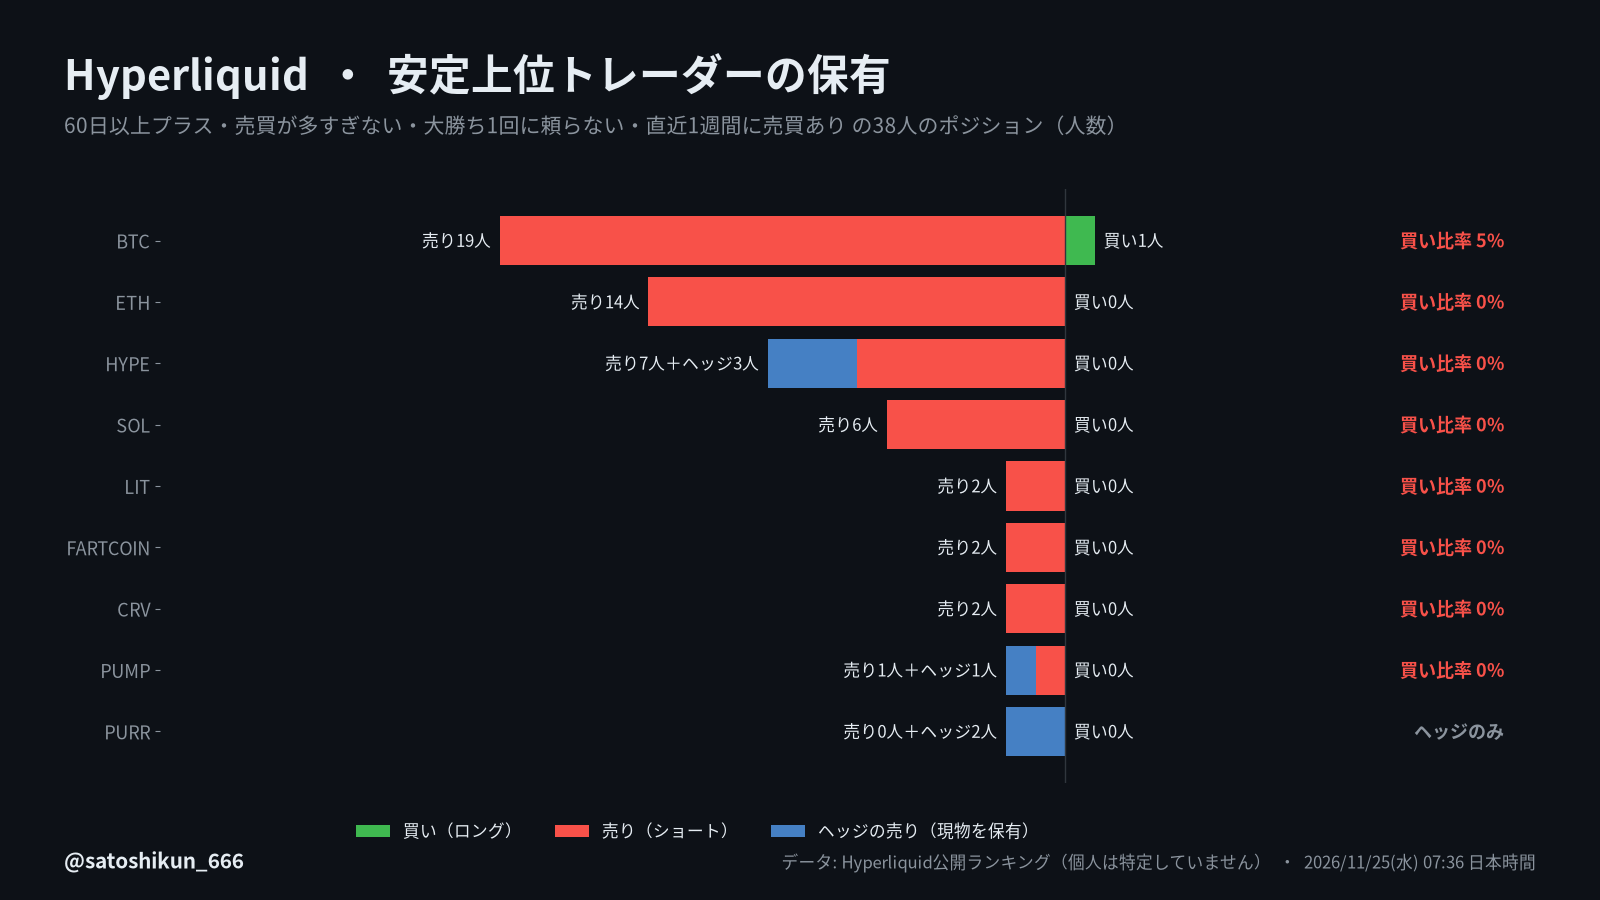 Hyperliquid ・ 安定上位トレーダーの保有
60日以上プラス・売買が多すぎない・大勝ち1回に頼らない・直近1週間に売買あり の38人のポジション（人数）
BTC 売り19人 買い1人 買い比率 5%
ETH 売り14人 買い0人 買い比率 0%
HYPE 売り7人＋ヘッジ3人 買い0人 買い比率 0%
SOL 売り6人 買い0人 買い比率 0%
LIT 売り2人 買い0人 買い比率 0%
FARTCOIN 売り2人 買い0人 買い比率 0%
CRV 売り2人 買い0人 買い比率 0%
PUMP 売り1人＋ヘッジ1人 買い0人 買い比率 0%
PURR 売り0人＋ヘッジ2人 買い0人 ヘッジのみ
買い（ロング） 売り（ショート） ヘッジの売り（現物を保有）
@satoshikun_666 データ: Hyperliquid公開ランキング（個人は特定していません） ・ 2026/11/25(水) 07:36 日本時間